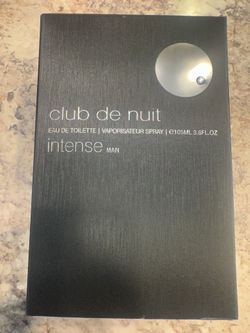 club de nuit
EAU DE TOILETTE | VAPORISATEUR SPRAY | ℮105ML 3.6FL.OZ
intense MAN